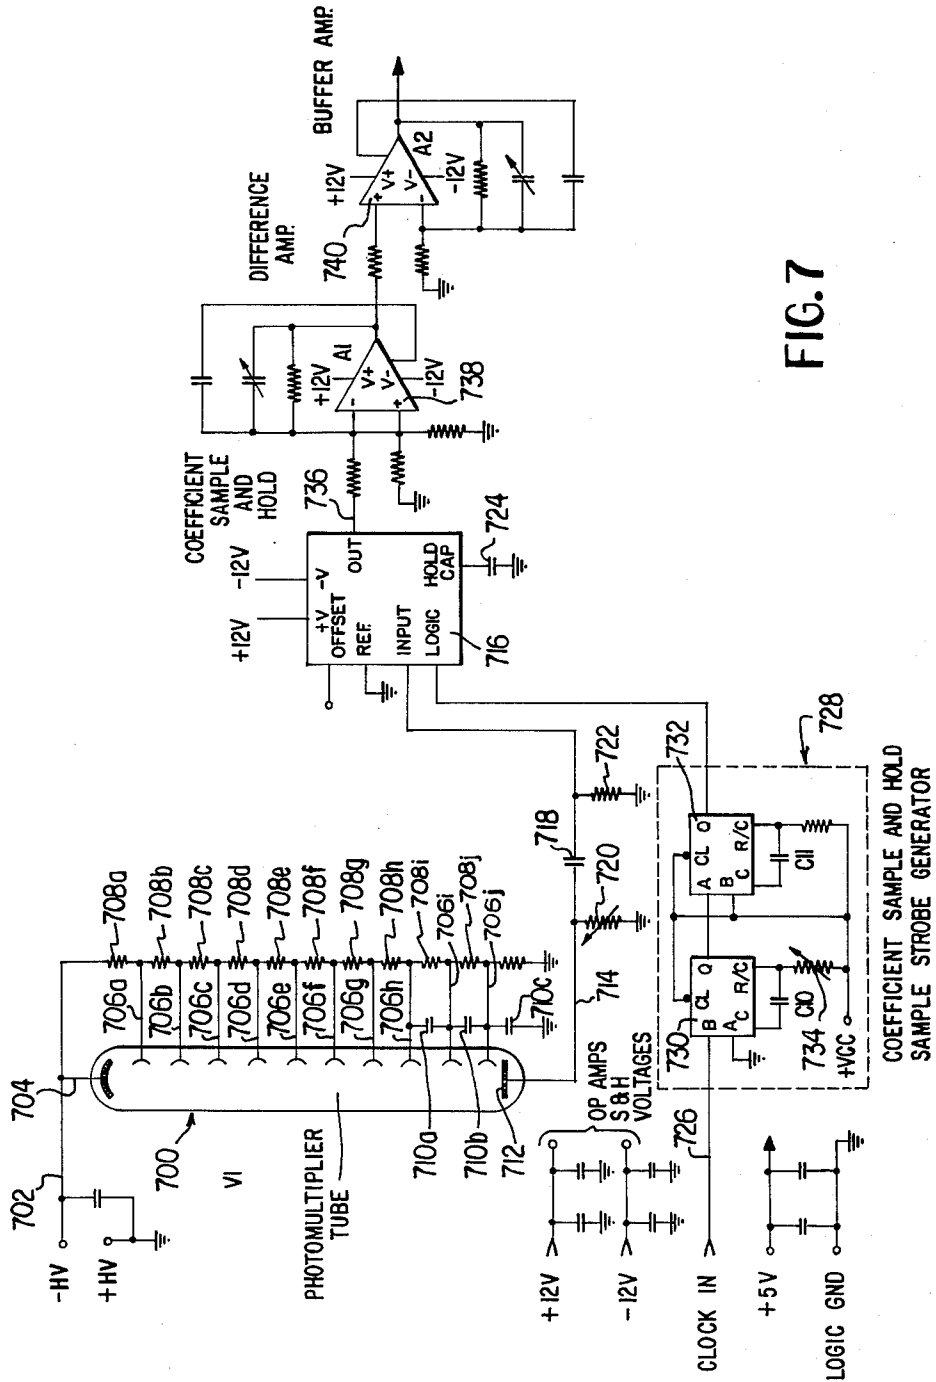 -HV
+HV
702
704
700
V1
PHOTOMULTIPLIER
TUBE
706a
706b
706c
706d
706e
706f
706g
706h
706i
706j
708a
708b
708c
708d
708e
708f
708g
708h
708i
708j
710a
710b
710c
712
714
718
720
722
+12V
-12V
OP AMPS
S&H
VOLTAGES
CLOCK IN
726
+5V
LOGIC GND
730
B
CL
Q
A
C
R/C
C10
734
+VCC
732
A
CL
Q
B
C
R/C
C11
728
COEFFICIENT SAMPLE AND HOLD
SAMPLE STROBE GENERATOR
+12V
-12V
+V
-V
OFFSET
REF.
INPUT
LOGIC
OUT
HOLD
CAP
716
724
COEFFICIENT
SAMPLE
AND
HOLD
736
+12V
-12V
V+
V-
-
+
A1
738
DIFFERENCE
AMP.
740
+12V
-12V
V+
V-
+
-
A2
BUFFER AMP.
FIG.7